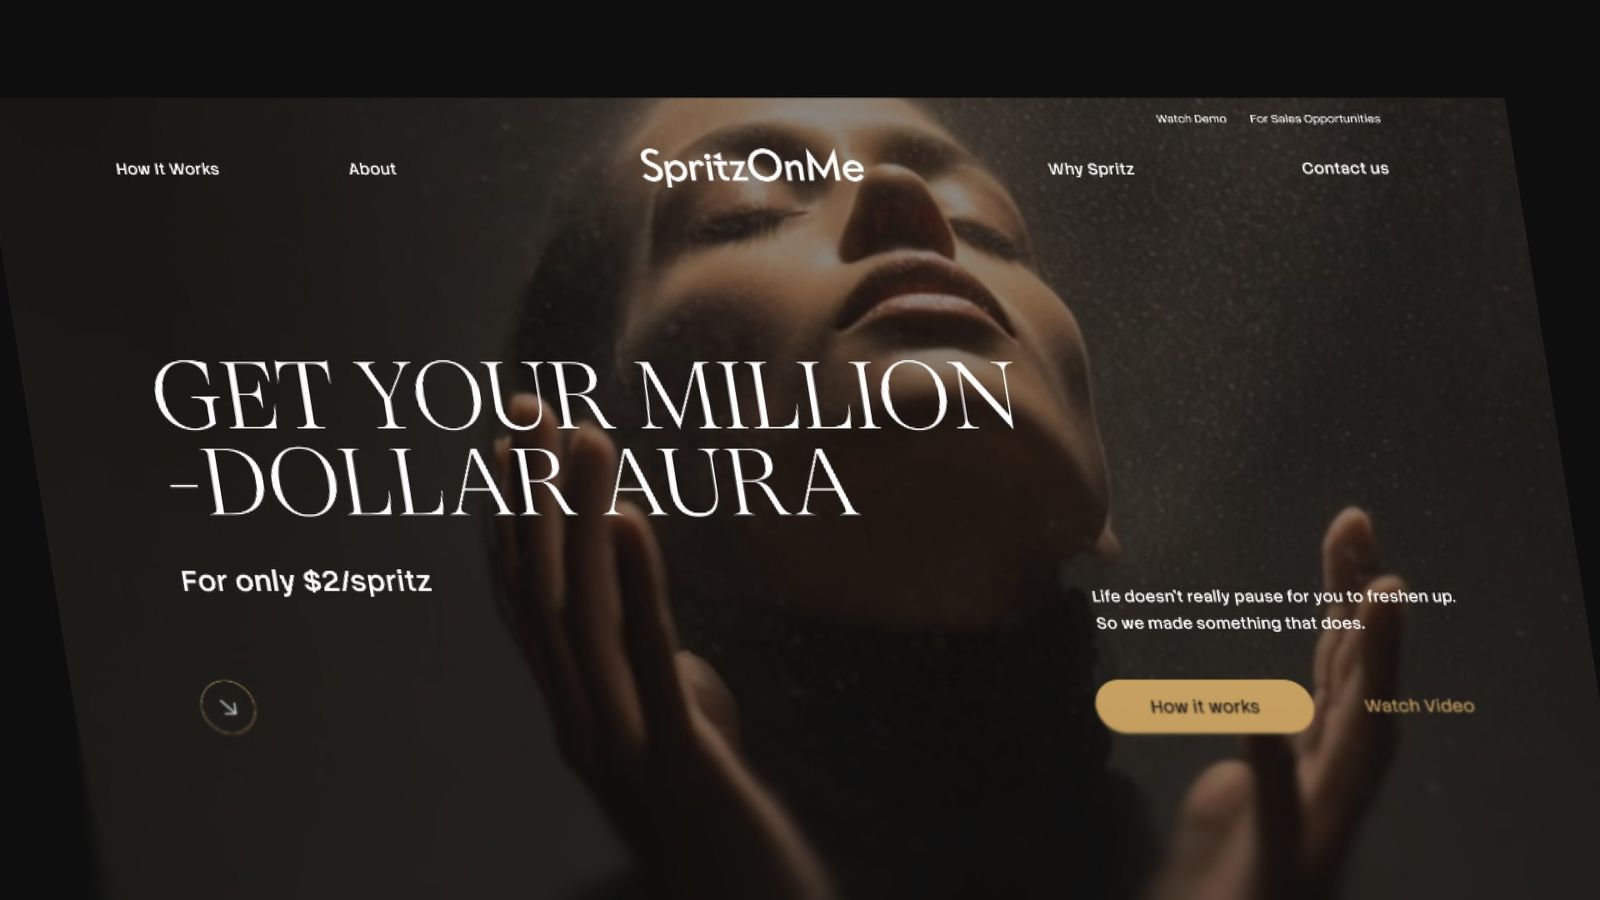 Watch Demo For Sales Opportunities
How It Works About SpritzOnMe Why Spritz Contact us
GET YOUR MILLION
-DOLLAR AURA
For only $2/spritz
Life doesn't really pause for you to freshen up.
So we made something that does.
How it works Watch Video